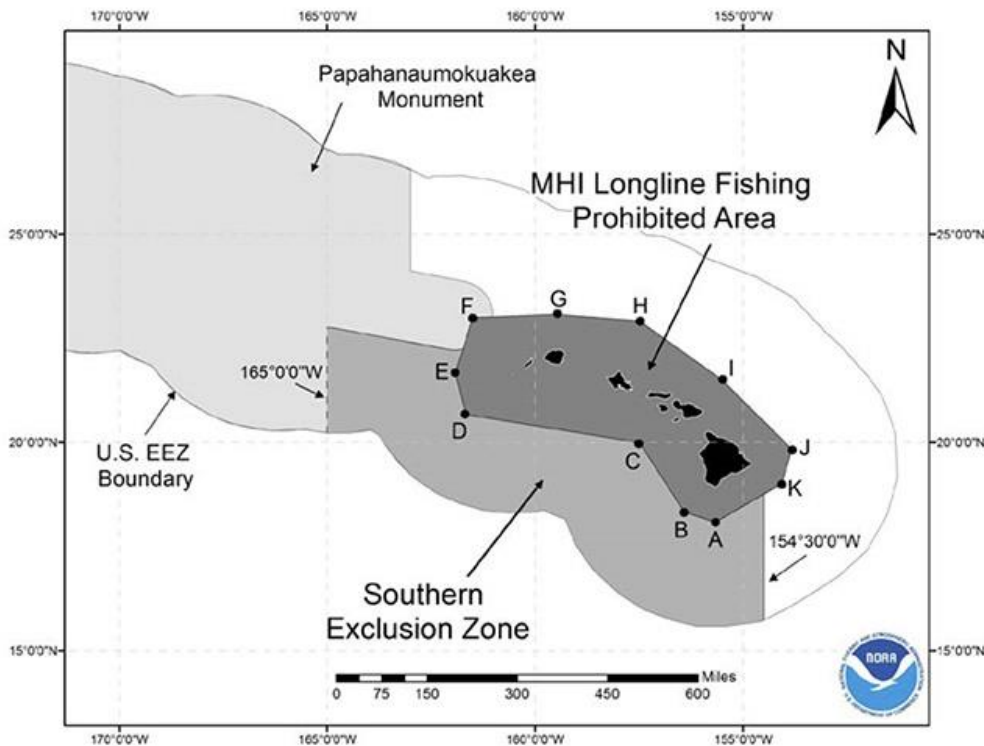 170°0'0"W
165°0'0"W
160°0'0"W
155°0'0"W
N
Papahanaumokuakea
Monument
MHI Longline Fishing
Prohibited Area
25°0'0"N
25°0'0"N
F
G
H
E
I
165°0'0"W
D
20°0'0"N
20°0'0"N
C
J
U.S. EEZ
Boundary
K
B
A
154°30'0"W
Southern
Exclusion Zone
15°0'0"N
15°0'0"N
Miles
0
75
150
300
450
600
NOAA
170°0'0"W
165°0'0"W
160°0'0"W
155°0'0"W